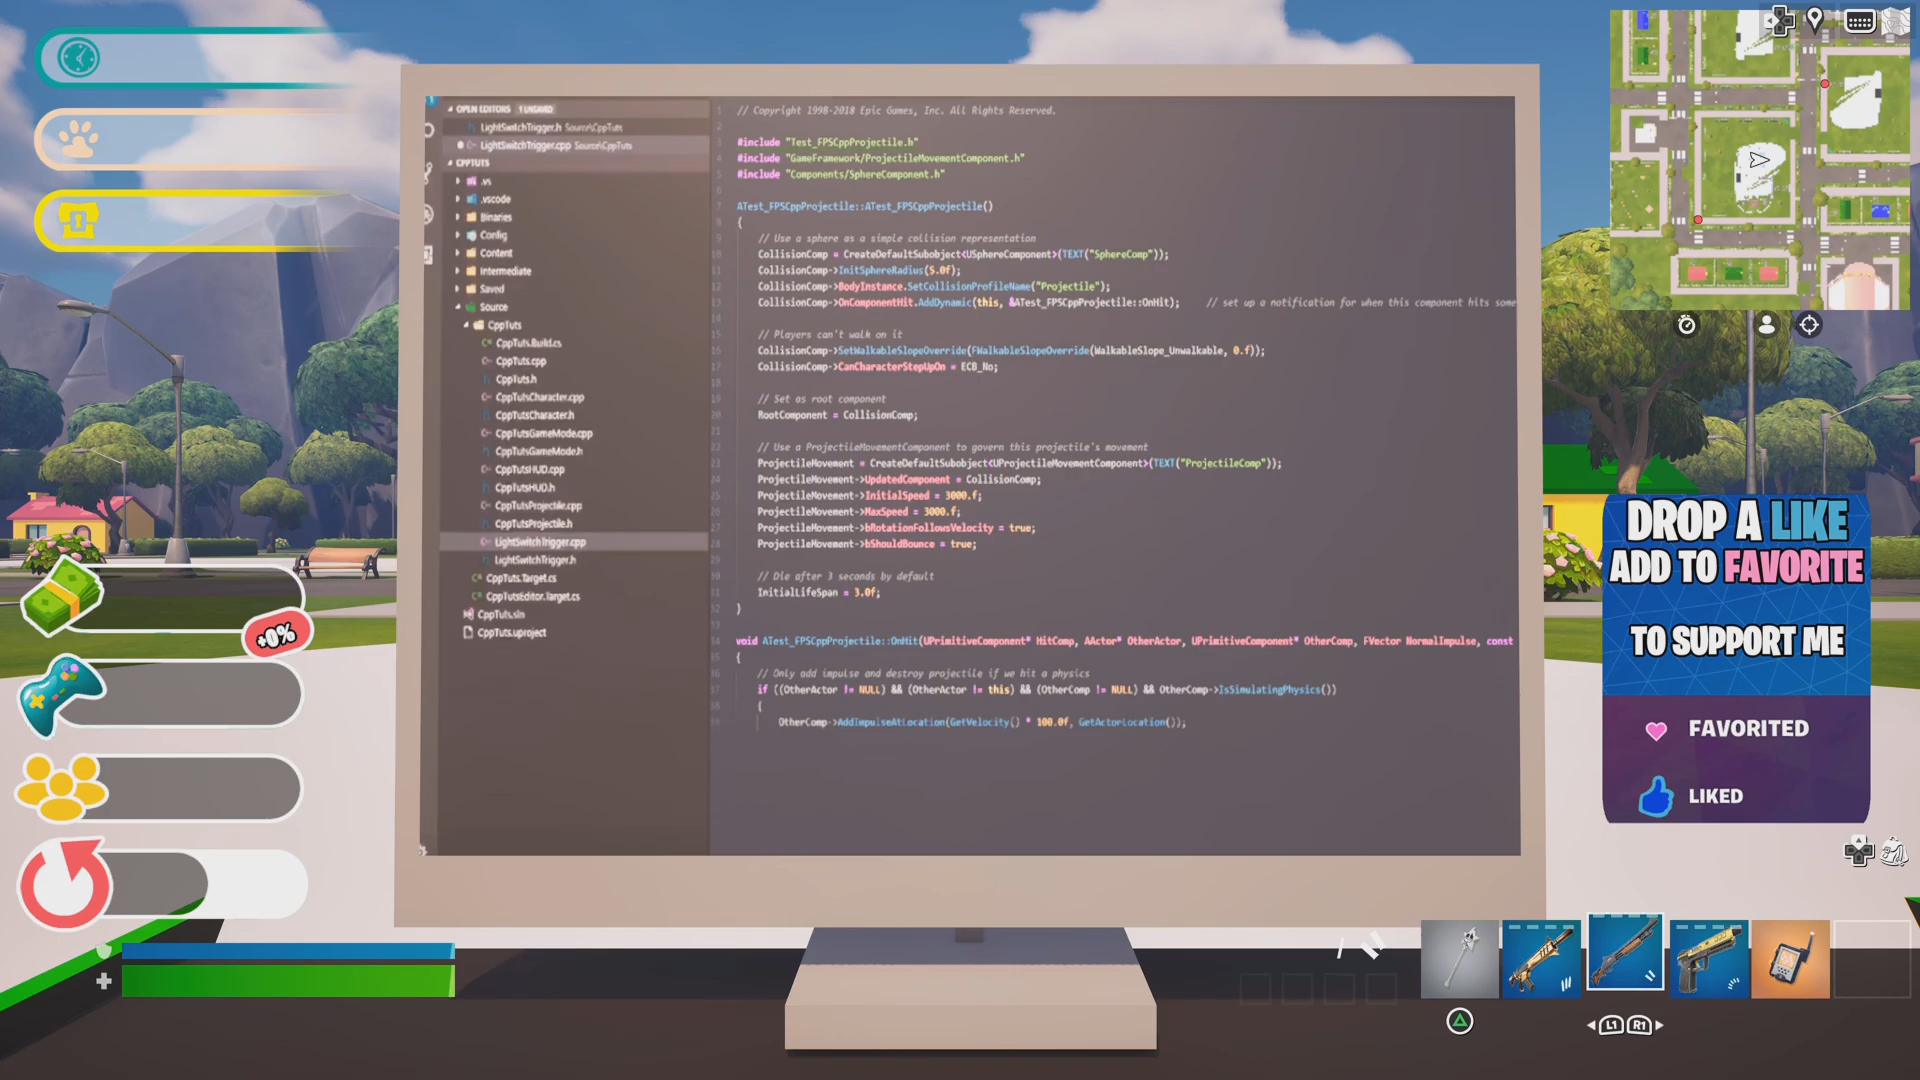 OPEN EDITORS 1 UNSAVED
LightSwitchTrigger.h Source\CppTuts
LightSwitchTrigger.cpp Source\CppTuts
CPPTUTS
.vs
.vscode
Binaries
Config
Content
Intermediate
Saved
Source
CppTuts
CppTuts.Build.cs
CppTuts.cpp
CppTuts.h
CppTutsCharacter.cpp
CppTutsCharacter.h
CppTutsGameMode.cpp
CppTutsGameMode.h
CppTutsHUD.cpp
CppTutsHUD.h
CppTutsProjectile.cpp
CppTutsProjectile.h
LightSwitchTrigger.cpp
LightSwitchTrigger.h
CppTuts.Target.cs
CppTutsEditor.Target.cs
CppTuts.sln
CppTuts.uproject
// Copyright 1998-2018 Epic Games, Inc. All Rights Reserved.
#include "Test_FPSCppProjectile.h"
#include "GameFramework/ProjectileMovementComponent.h"
#include "Components/SphereComponent.h"
ATest_FPSCppProjectile::ATest_FPSCppProjectile()
{
// Use a sphere as a simple collision representation
CollisionComp = CreateDefaultSubobject<USphereComponent>(TEXT("SphereComp"));
CollisionComp->InitSphereRadius(5.0f);
CollisionComp->BodyInstance.SetCollisionProfileName("Projectile");
CollisionComp->OnComponentHit.AddDynamic(this, &ATest_FPSCppProjectile::OnHit); // set up a notification for when this component hits some
// Players can't walk on it
CollisionComp->SetWalkableSlopeOverride(FWalkableSlopeOverride(WalkableSlope_Unwalkable, 0.f));
CollisionComp->CanCharacterStepUpOn = ECB_No;
// Set as root component
RootComponent = CollisionComp;
// Use a ProjectileMovementComponent to govern this projectile's movement
ProjectileMovement = CreateDefaultSubobject<UProjectileMovementComponent>(TEXT("ProjectileComp"));
ProjectileMovement->UpdatedComponent = CollisionComp;
ProjectileMovement->InitialSpeed = 3000.f;
ProjectileMovement->MaxSpeed = 3000.f;
ProjectileMovement->bRotationFollowsVelocity = true;
ProjectileMovement->bShouldBounce = true;
// Die after 3 seconds by default
InitialLifeSpan = 3.0f;
}
void ATest_FPSCppProjectile::OnHit(UPrimitiveComponent* HitComp, AActor* OtherActor, UPrimitiveComponent* OtherComp, FVector NormalImpulse, const
{
// Only add impulse and destroy projectile if we hit a physics
if ((OtherActor != NULL) && (OtherActor != this) && (OtherComp != NULL) && OtherComp->IsSimulatingPhysics())
{
OtherComp->AddImpulseAtLocation(GetVelocity() * 100.0f, GetActorLocation());
+0%
DROP A LIKE
ADD TO FAVORITE
TO SUPPORT ME
FAVORITED
LIKED
L1 R1